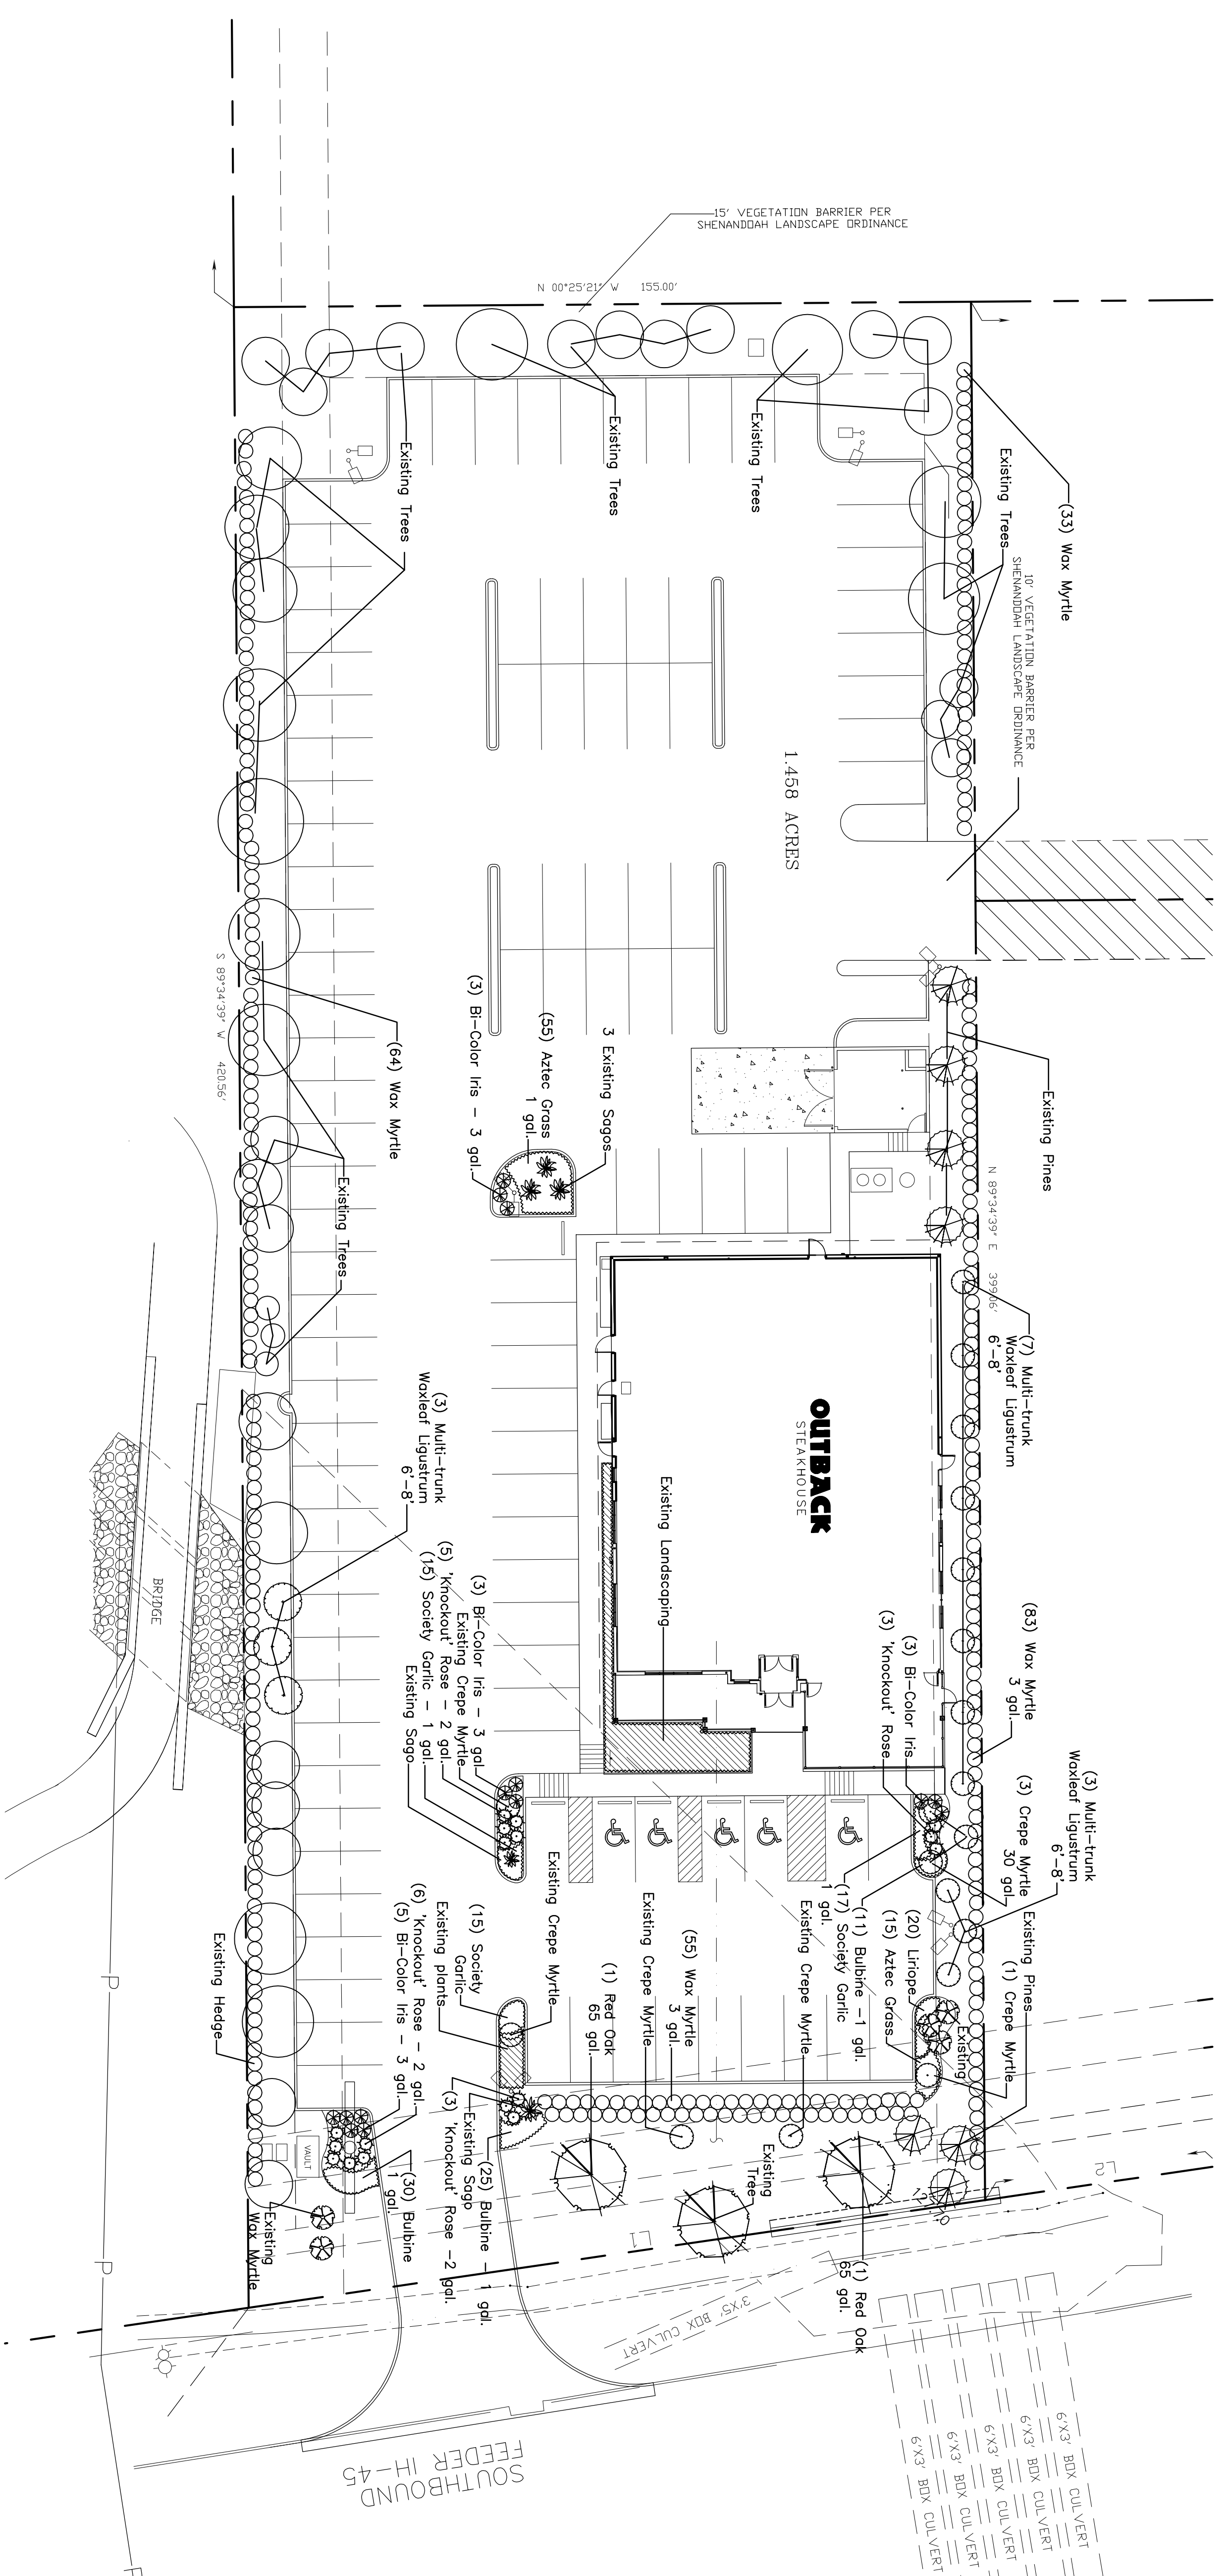 15' VEGETATION BARRIER PER
SHENANDOAH LANDSCAPE ORDINANCE
N 00°25'21" W 155.00'
Existing Trees
Existing Trees
Existing Trees
Existing Trees
(33) Wax Myrtle
10' VEGETATION BARRIER PER
SHENANDOAH LANDSCAPE ORDINANCE
1.458 ACRES
S 89°34'39" W 420.56'
(64) Wax Myrtle
Existing Trees
(3) Bi-Color Iris - 3 gal.
(55) Aztec Grass
1 gal.
3 Existing Sagos
Existing Pines
N 89°34'39" E 399.06'
(7) Multi-trunk
Waxleaf Ligustrum
6'-8'
OUTBACK
STEAKHOUSE
Existing Landscaping
(3) Multi-trunk
Waxleaf Ligustrum
6'-8'
BRIDGE
(3) Bi-Color Iris - 3 gal.
Existing Crepe Myrtle
(5) 'Knockout' Rose - 2 gal.
(15) Society Garlic - 1 gal.
Existing Sago
(3) 'Knockout' Rose
(3) Bi-Color Iris
(83) Wax Myrtle
3 gal.
(3) Multi-trunk
Waxleaf Ligustrum
6'-8'
(3) Crepe Myrtle
30 gal.
Existing Pines
(1) Crepe Myrtle
(20) Liriope
(15) Aztec Grass
(11) Bulbine -1 gal.
(17) Society Garlic
1 gal.
Existing
Existing Crepe Myrtle
(55) Wax Myrtle
3 gal.
Existing Crepe Myrtle
(1) Red Oak
65 gal.
Existing Crepe Myrtle
(15) Society
Garlic
Existing plants
(6) 'Knockout' Rose - 2 gal.
(5) Bi-Color Iris - 3 gal.
Existing Hedge
VAULT
(30) Bulbine
1 gal.
Existing
Wax Myrtle
(25) Bulbine - 1 gal.
Existing Sago
(3) 'Knockout' Rose -2 gal.
Existing
Tree
(1) Red Oak
65 gal.
L1
L2
P
P
3'X5' BOX CULVERT
6'X3' BOX CULVERT
6'X3' BOX CULVERT
6'X3' BOX CULVERT
6'X3' BOX CULVERT
6'X3' BOX CULVERT
SOUTHBOUND
FEEDER IH-45